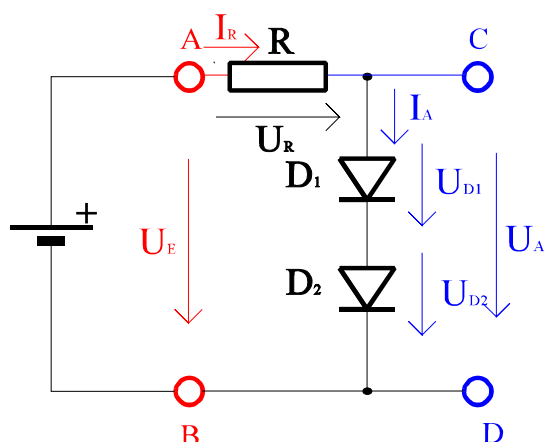 A I_R R C
U_R I_A
D₁ U_D1
+ U_E U_A
D₂ U_D2
B D